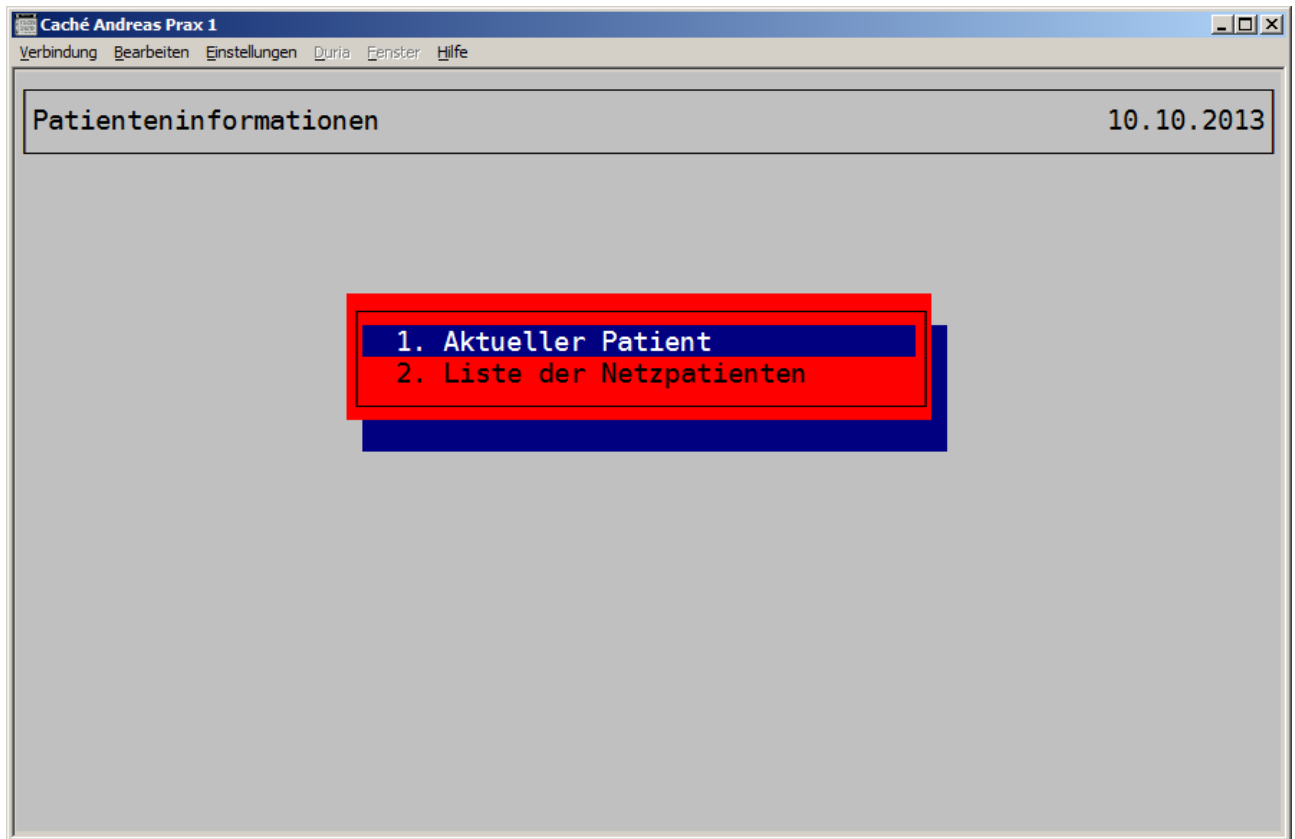 Caché Andreas Prax 1
Verbindung Bearbeiten Einstellungen Duria Fenster Hilfe
Patienteninformationen 10.10.2013
1. Aktueller Patient
2. Liste der Netzpatienten